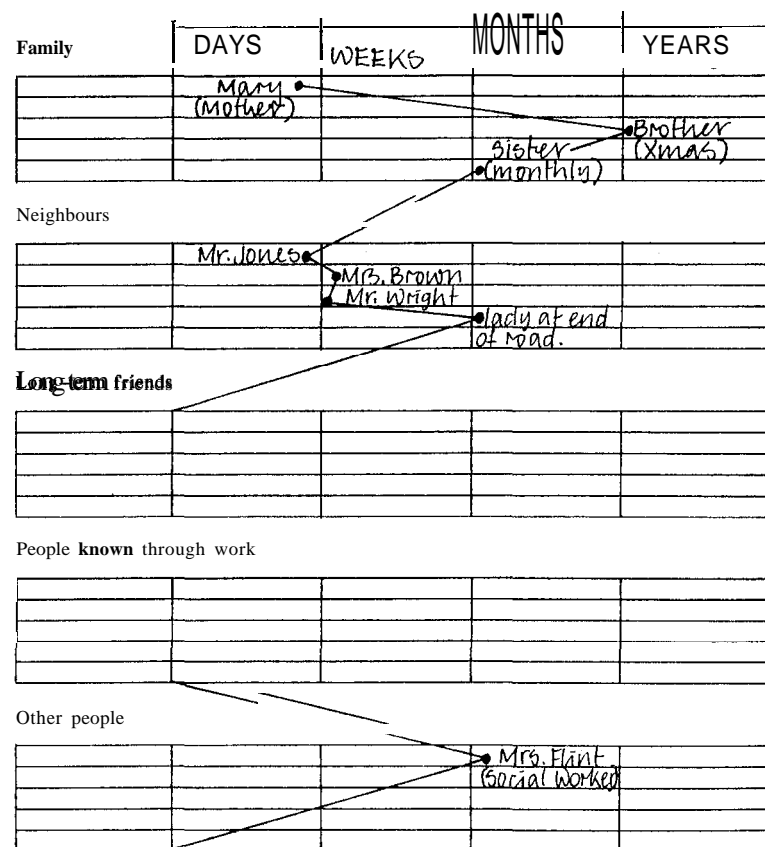 Family DAYS WEEKS MONTHS YEARS
Mary
(Mother)
Brother
(Xmas)
Sister
(monthly)
Neighbours
Mr. Jones
Mrs. Brown
Mr. Wright
lady at end
of road.
Long-term friends
People known through work
Other people
Mrs. Flint
(Social Worker)